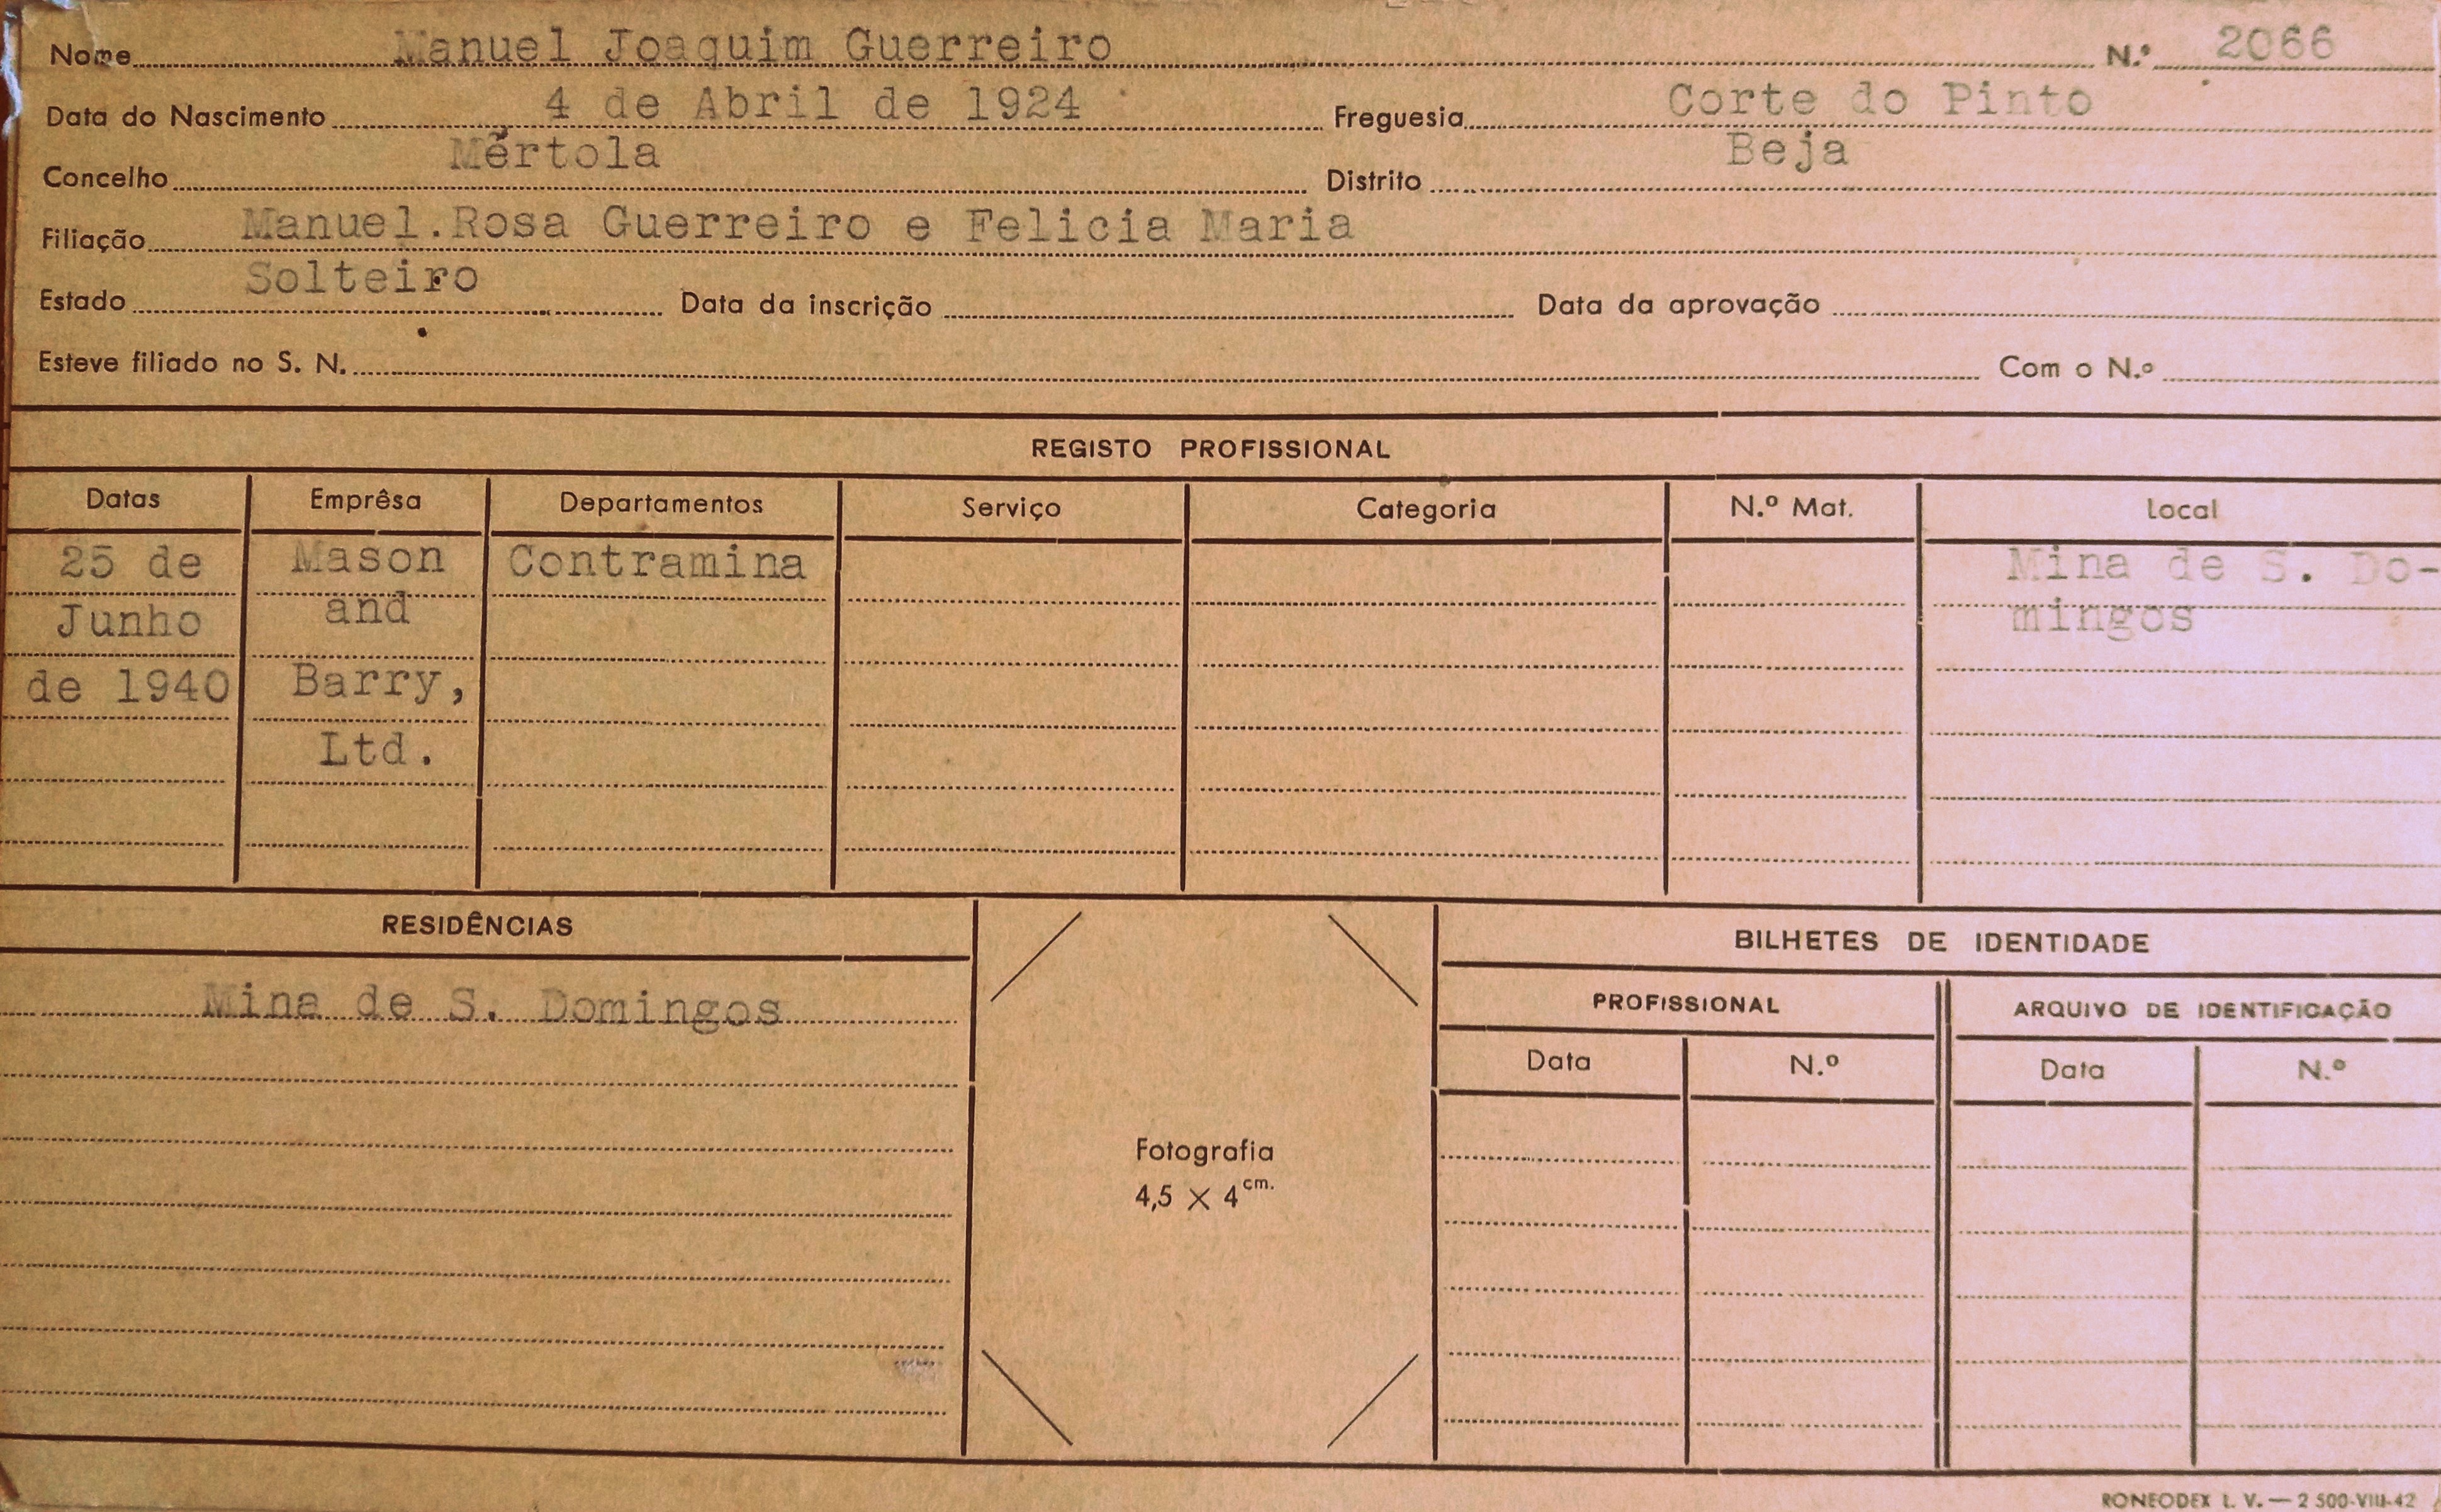 Nome Manuel Joaquim Guerreiro N.º 2066
Data do Nascimento 4 de Abril de 1924 Freguesia Corte do Pinto
Concelho Mértola Distrito Beja
Filiação Manuel.Rosa Guerreiro e Felicia Maria
Estado Solteiro Data da inscrição Data da aprovação
Esteve filiado no S. N. Com o N.º
REGISTO PROFISSIONAL
Datas Emprêsa Departamentos Serviço Categoria N.º Mat. Local
25 de Mason Contramina Mina de S. Do-
Junho and mingos
de 1940 Barry,
Ltd.
RESIDÊNCIAS
Mina de S. Domingos
Fotografia
4,5 × 4 cm.
BILHETES DE IDENTIDADE
PROFISSIONAL ARQUIVO DE IDENTIFICAÇÃO
Data N.º Data N.º
RONEODEX L. V. — 2 500-VIII-42